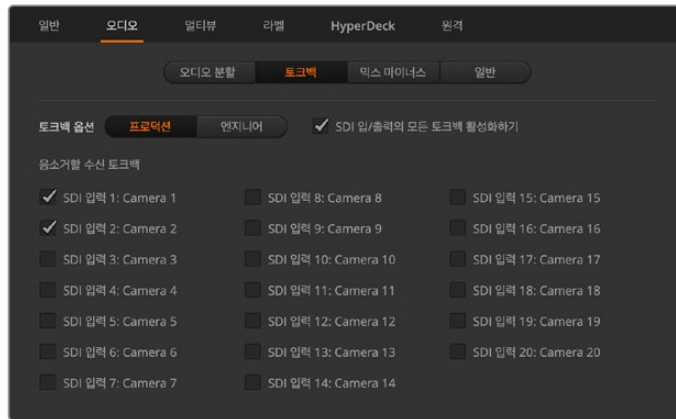 일반 오디오 멀티뷰 라벨 HyperDeck 원격
오디오 분할 토크백 믹스 마이너스 일반
토크백 옵션 프로덕션 엔지니어 SDI 입/출력의 모든 토크백 활성화하기
음소거할 수신 토크백
SDI 입력 1: Camera 1 SDI 입력 8: Camera 8 SDI 입력 15: Camera 15
SDI 입력 2: Camera 2 SDI 입력 9: Camera 9 SDI 입력 16: Camera 16
SDI 입력 3: Camera 3 SDI 입력 10: Camera 10 SDI 입력 17: Camera 17
SDI 입력 4: Camera 4 SDI 입력 11: Camera 11 SDI 입력 18: Camera 18
SDI 입력 5: Camera 5 SDI 입력 12: Camera 12 SDI 입력 19: Camera 19
SDI 입력 6: Camera 6 SDI 입력 13: Camera 13 SDI 입력 20: Camera 20
SDI 입력 7: Camera 7 SDI 입력 14: Camera 14